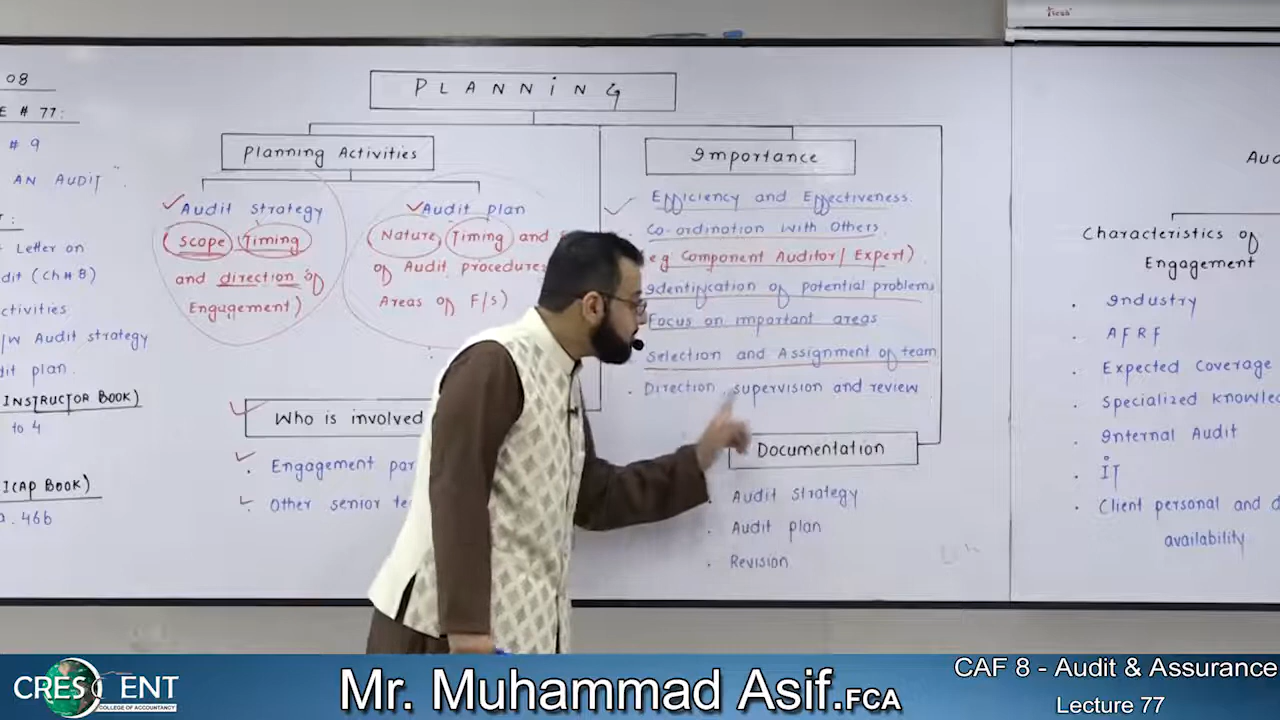 08
E # 77:
# 9
AN AUDIT".
T :
t Letter on
dit (Ch# 8)
ctivities
/W Audit strategy
dit plan.
INSTRUCTOR BOOK)
to 4
ICAP BOOK)
a. 466
PLANNING
Planning Activities
Audit strategy
(Scope, Timing
and direction of
Engagement)
Audit plan
(Nature, Timing and
of Audit procedures
Areas of F/s)
Who is involved
Engagement par
Other senior te
Importance
Efficiency and Effectiveness.
Co-ordination with Others
eg Component Auditor/ Expert)
Identification of potential problems
Focus on important areas
Selection and Assignment of team
Direction, supervision and review
Documentation
Audit strategy
Audit plan
Revision
Characteristics of
Engagement
Industry
AFRF
Expected Coverage
Specialized knowle
Internal Audit
IT
Client personal and
availability
CRESCENT
COLLEGE OF ACCOUNTANCY
Mr. Muhammad Asif.FCA
CAF 8 - Audit & Assurance
Lecture 77